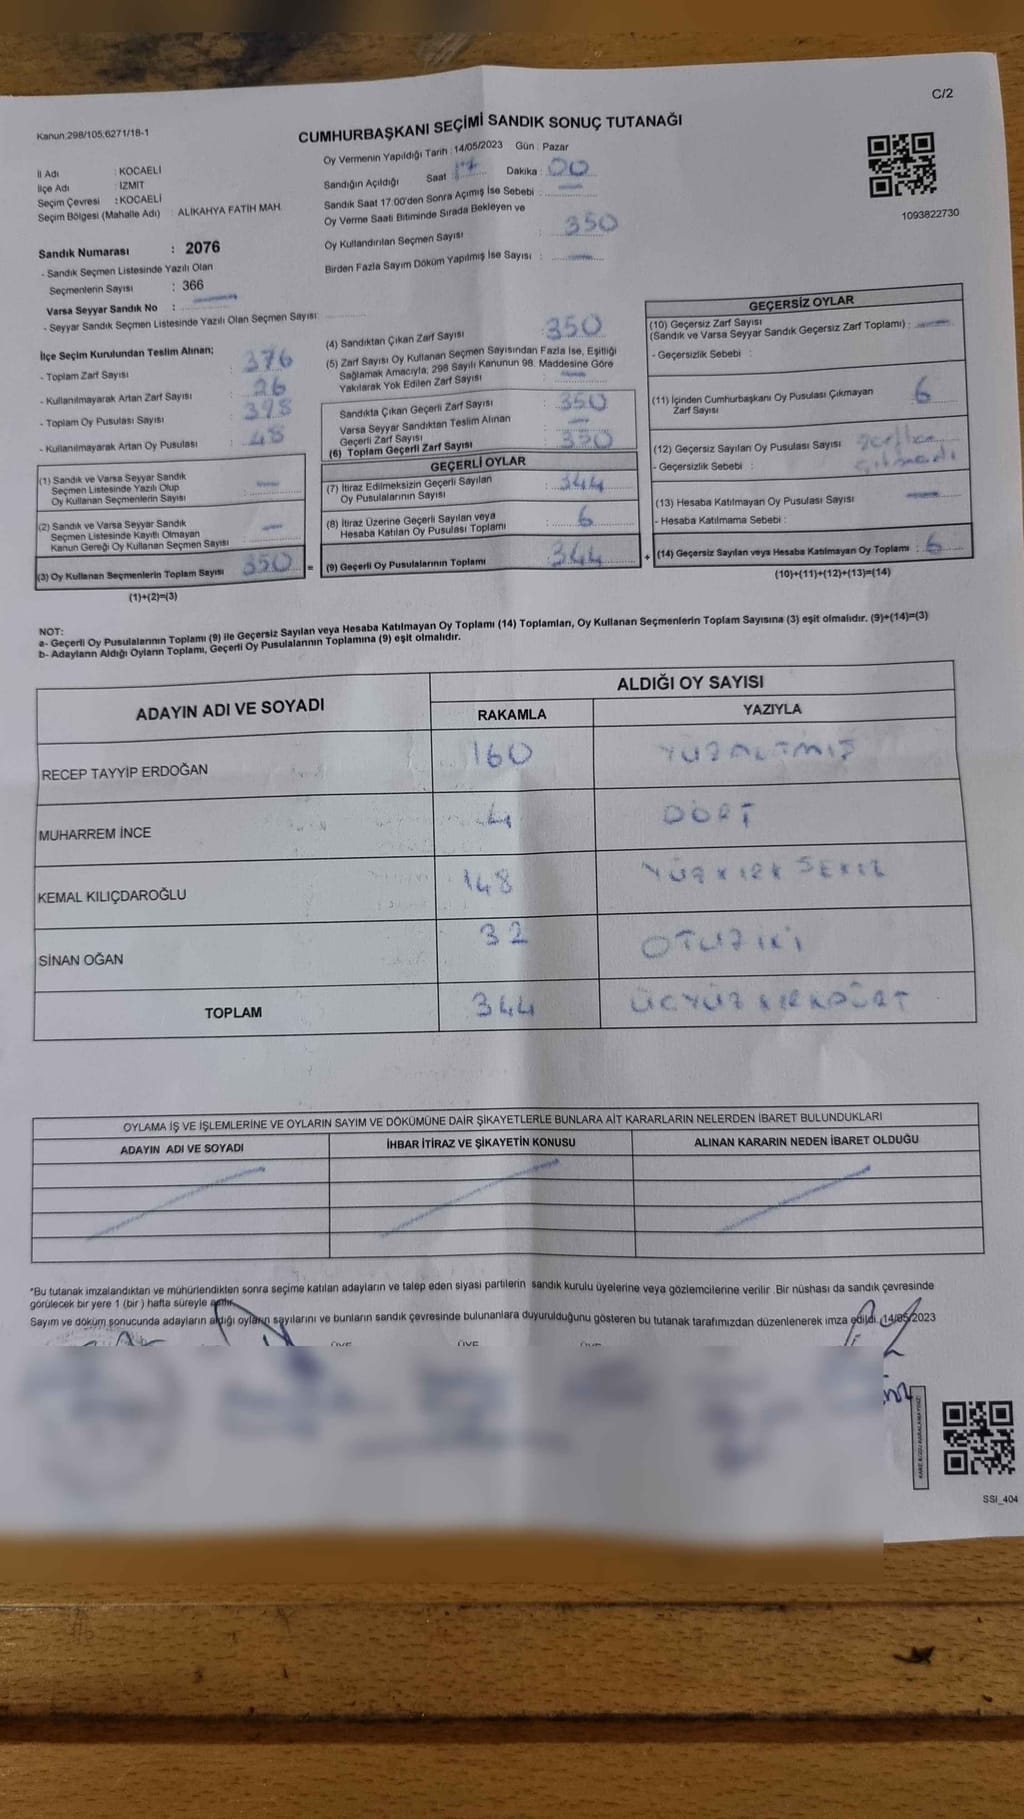 C/2
Kanun,298/105;6271/18-1
CUMHURBAŞKANI SEÇİMİ SANDIK SONUÇ TUTANAĞI
İl Adı : KOCAELİ
İlçe Adı : İZMİT
Seçim Çevresi : KOCAELİ
Seçim Bölgesi (Mahalle Adı) : ALİKAHYA FATİH MAH.
Sandık Numarası : 2076
- Sandık Seçmen Listesinde Yazılı Olan
Seçmenlerin Sayısı : 366
Varsa Seyyar Sandık No :
- Seyyar Sandık Seçmen Listesinde Yazılı Olan Seçmen Sayısı:
Oy Vermenin Yapıldığı Tarih : 14/05/2023 Gün : Pazar
Sandığın Açıldığı Saat : 17 Dakika : 00
Sandık Saat 17:00'den Sonra Açımış İse Sebebi :
Oy Verme Saati Bitiminde Sırada Bekleyen ve
Oy Kullandırılan Seçmen Sayısı : 350
Birden Fazla Sayım Döküm Yapılmış İse Sayısı :
1093822730
İlçe Seçim Kurulundan Teslim Alınan;
- Toplam Zarf Sayısı : 376
- Kullanılmayarak Artan Zarf Sayısı : 26
- Toplam Oy Pusulası Sayısı : 398
- Kullanılmayarak Artan Oy Pusulası : 48
(1) Sandık ve Varsa Seyyar Sandık
Seçmen Listesinde Yazılı Olup
Oy Kullanan Seçmenlerin Sayısı :
(2) Sandık ve Varsa Seyyar Sandık
Seçmen Listesinde Kayıtlı Olmayan
Kanun Gereği Oy Kullanan Seçmen Sayısı :
(3) Oy Kullanan Seçmenlerin Toplam Sayısı 350 =
(1)+(2)=(3)
(4) Sandıktan Çıkan Zarf Sayısı : 350
(5) Zarf Sayısı Oy Kullanan Seçmen Sayısından Fazla İse, Eşitliği
Sağlamak Amacıyla; 298 Sayılı Kanunun 98. Maddesine Göre
Yakılarak Yok Edilen Zarf Sayısı :
Sandıkta Çıkan Geçerli Zarf Sayısı : 350
Varsa Seyyar Sandıktan Teslim Alınan
Geçerli Zarf Sayısı :
(6) Toplam Geçerli Zarf Sayısı : 350
GEÇERLİ OYLAR
(7) İtiraz Edilmeksizin Geçerli Sayılan
Oy Pusulalarının Sayısı : 344
(8) İtiraz Üzerine Geçerli Sayılan veya
Hesaba Katılan Oy Pusulası Toplamı : 6
(9) Geçerli Oy Pusulalarının Toplamı : 344 +
GEÇERSİZ OYLAR
(10) Geçersiz Zarf Sayısı
(Sandık ve Varsa Seyyar Sandık Geçersiz Zarf Toplamı) :
- Geçersizlik Sebebi :
(11) İçinden Cumhurbaşkanı Oy Pusulası Çıkmayan
Zarf Sayısı : 6
(12) Geçersiz Sayılan Oy Pusulası Sayısı :
- Geçersizlik Sebebi :
(13) Hesaba Katılmayan Oy Pusulası Sayısı :
- Hesaba Katılmama Sebebi :
(14) Geçersiz Sayılan veya Hesaba Katılmayan Oy Toplamı : 6
(10)+(11)+(12)+(13)=(14)
NOT:
a- Geçerli Oy Pusulalarının Toplamı (9) ile Geçersiz Sayılan veya Hesaba Katılmayan Oy Toplamı (14) Toplamları, Oy Kullanan Seçmenlerin Toplam Sayısına (3) eşit olmalıdır. (9)+(14)=(3)
b- Adayların Aldığı Oyların Toplamı, Geçerli Oy Pusulalarının Toplamına (9) eşit olmalıdır.
ADAYIN ADI VE SOYADI
ALDIĞI OY SAYISI
RAKAMLA YAZIYLA
RECEP TAYYİP ERDOĞAN 160 YÜZALTMIŞ
MUHARREM İNCE 4 DÖRT
KEMAL KILIÇDAROĞLU 148 YÜZKIRKSEKİZ
SİNAN OĞAN 32 OTUZİKİ
TOPLAM 344 ÜÇYÜZKIRKDÖRT
OYLAMA İŞ VE İŞLEMLERİNE VE OYLARIN SAYIM VE DÖKÜMÜNE DAİR ŞİKAYETLERLE BUNLARA AİT KARARLARIN NELERDEN İBARET BULUNDUKLARI
ADAYIN ADI VE SOYADI İHBAR İTİRAZ VE ŞİKAYETİN KONUSU ALINAN KARARIN NEDEN İBARET OLDUĞU
*Bu tutanak imzalandıktan ve mühürlendikten sonra seçime katılan adayların ve talep eden siyasi partilerin sandık kurulu üyelerine veya gözlemcilerine verilir. Bir nüshası da sandık çevresinde
görülecek bir yere 1 (bir) hafta süreyle asılır.
Sayım ve döküm sonucunda adayların aldığı oyların sayılarını ve bunların sandık çevresinde bulunanlara duyurulduğunu gösteren bu tutanak tarafımızdan düzenlenerek imza edildi. 14/05/2023
ÜYE ÜYE ÜYE
SSI_404